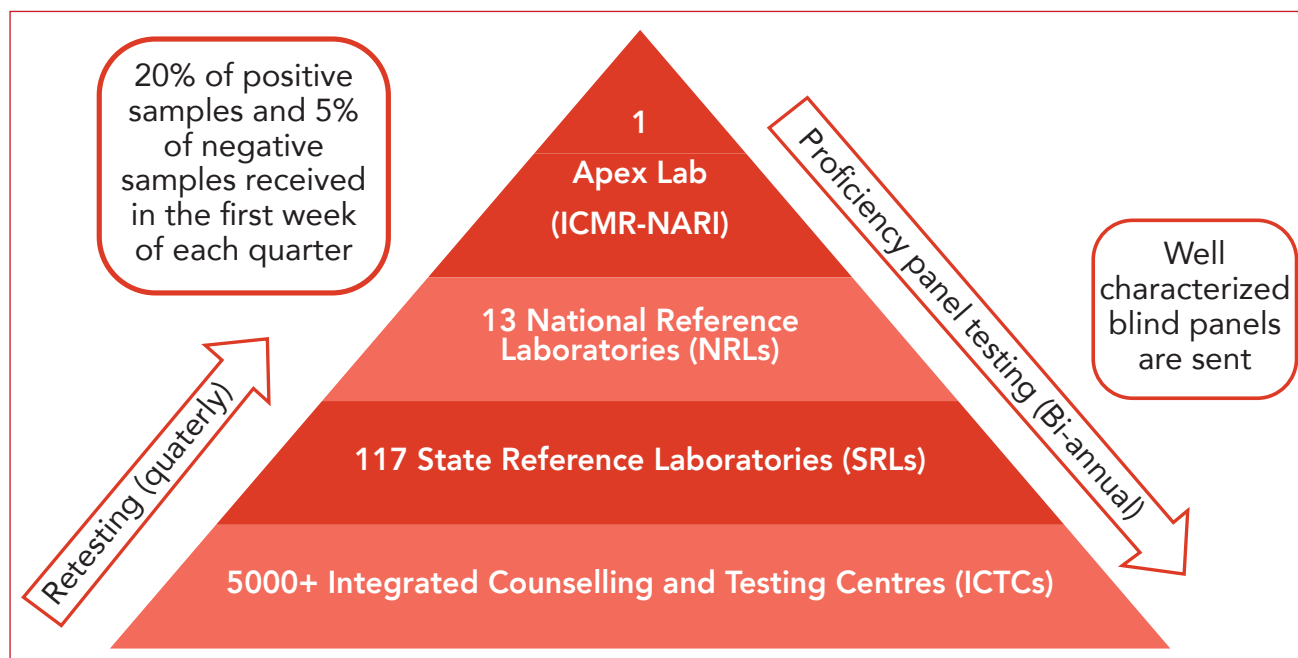 20% of positive
samples and 5%
of negative
samples received
in the first week
of each quarter
1
Apex Lab
(ICMR-NARI)
13 National Reference
Laboratories (NRLs)
117 State Reference Laboratories (SRLs)
5000+ Integrated Counselling and Testing Centres (ICTCs)
Retesting (quaterly)
Proficiency panel testing (Bi-annual)
Well
characterized
blind panels
are sent